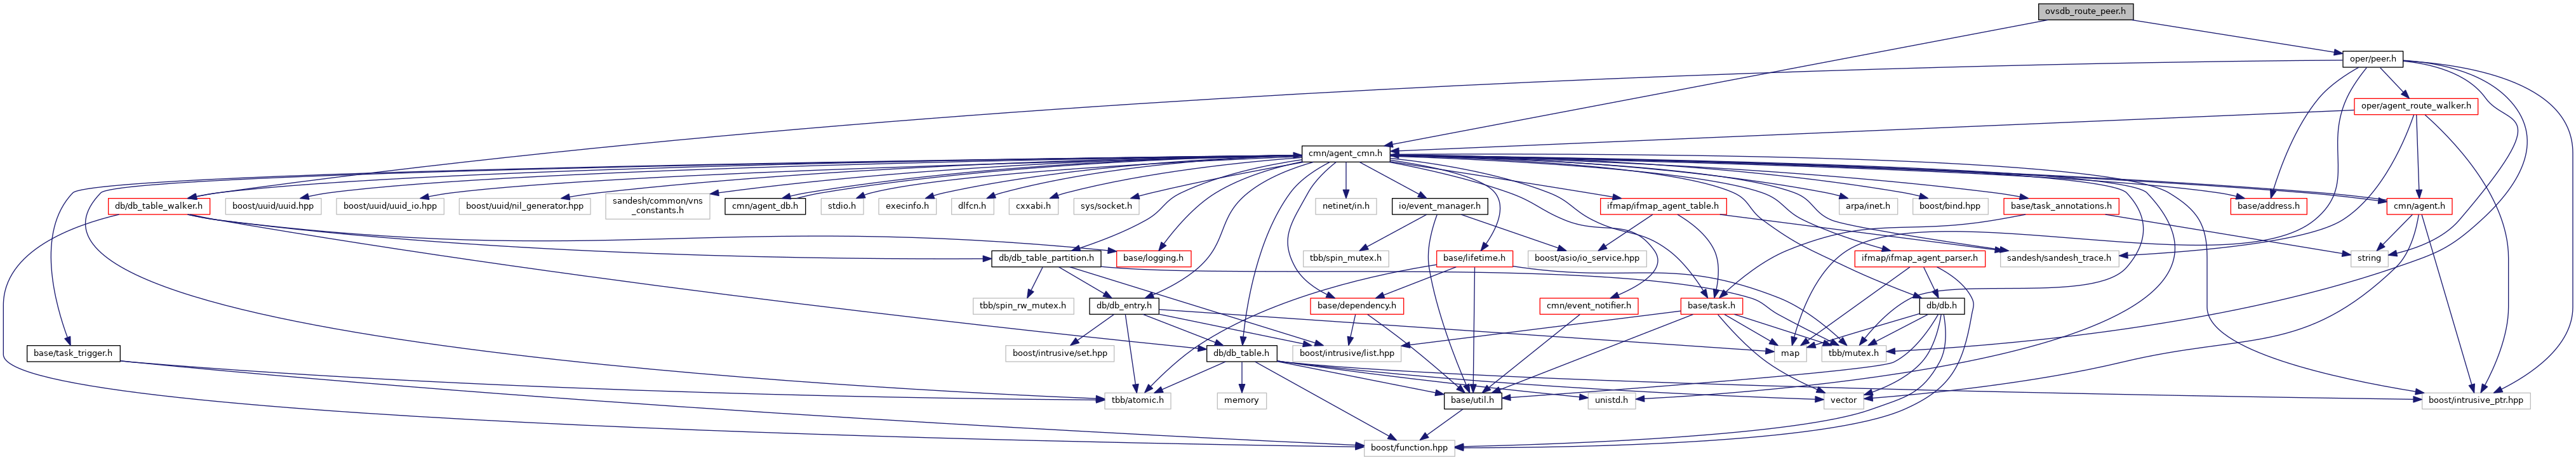 ovsdb_route_peer.h
oper/peer.h
oper/agent_route_walker.h
cmn/agent_cmn.h
db/db_table_walker.h
boost/uuid/uuid.hpp
boost/uuid/uuid_io.hpp
boost/uuid/nil_generator.hpp
sandesh/common/vns
_constants.h
cmn/agent_db.h
stdio.h
execinfo.h
dlfcn.h
cxxabi.h
sys/socket.h
netinet/in.h
io/event_manager.h
ifmap/ifmap_agent_table.h
arpa/inet.h
boost/bind.hpp
base/task_annotations.h
base/address.h
cmn/agent.h
db/db_table_partition.h
base/logging.h
tbb/spin_mutex.h
base/lifetime.h
boost/asio/io_service.hpp
ifmap/ifmap_agent_parser.h
sandesh/sandesh_trace.h
string
tbb/spin_rw_mutex.h
db/db_entry.h
base/dependency.h
cmn/event_notifier.h
base/task.h
db/db.h
base/task_trigger.h
boost/intrusive/set.hpp
db/db_table.h
boost/intrusive/list.hpp
map
tbb/mutex.h
tbb/atomic.h
memory
base/util.h
unistd.h
vector
boost/intrusive_ptr.hpp
boost/function.hpp